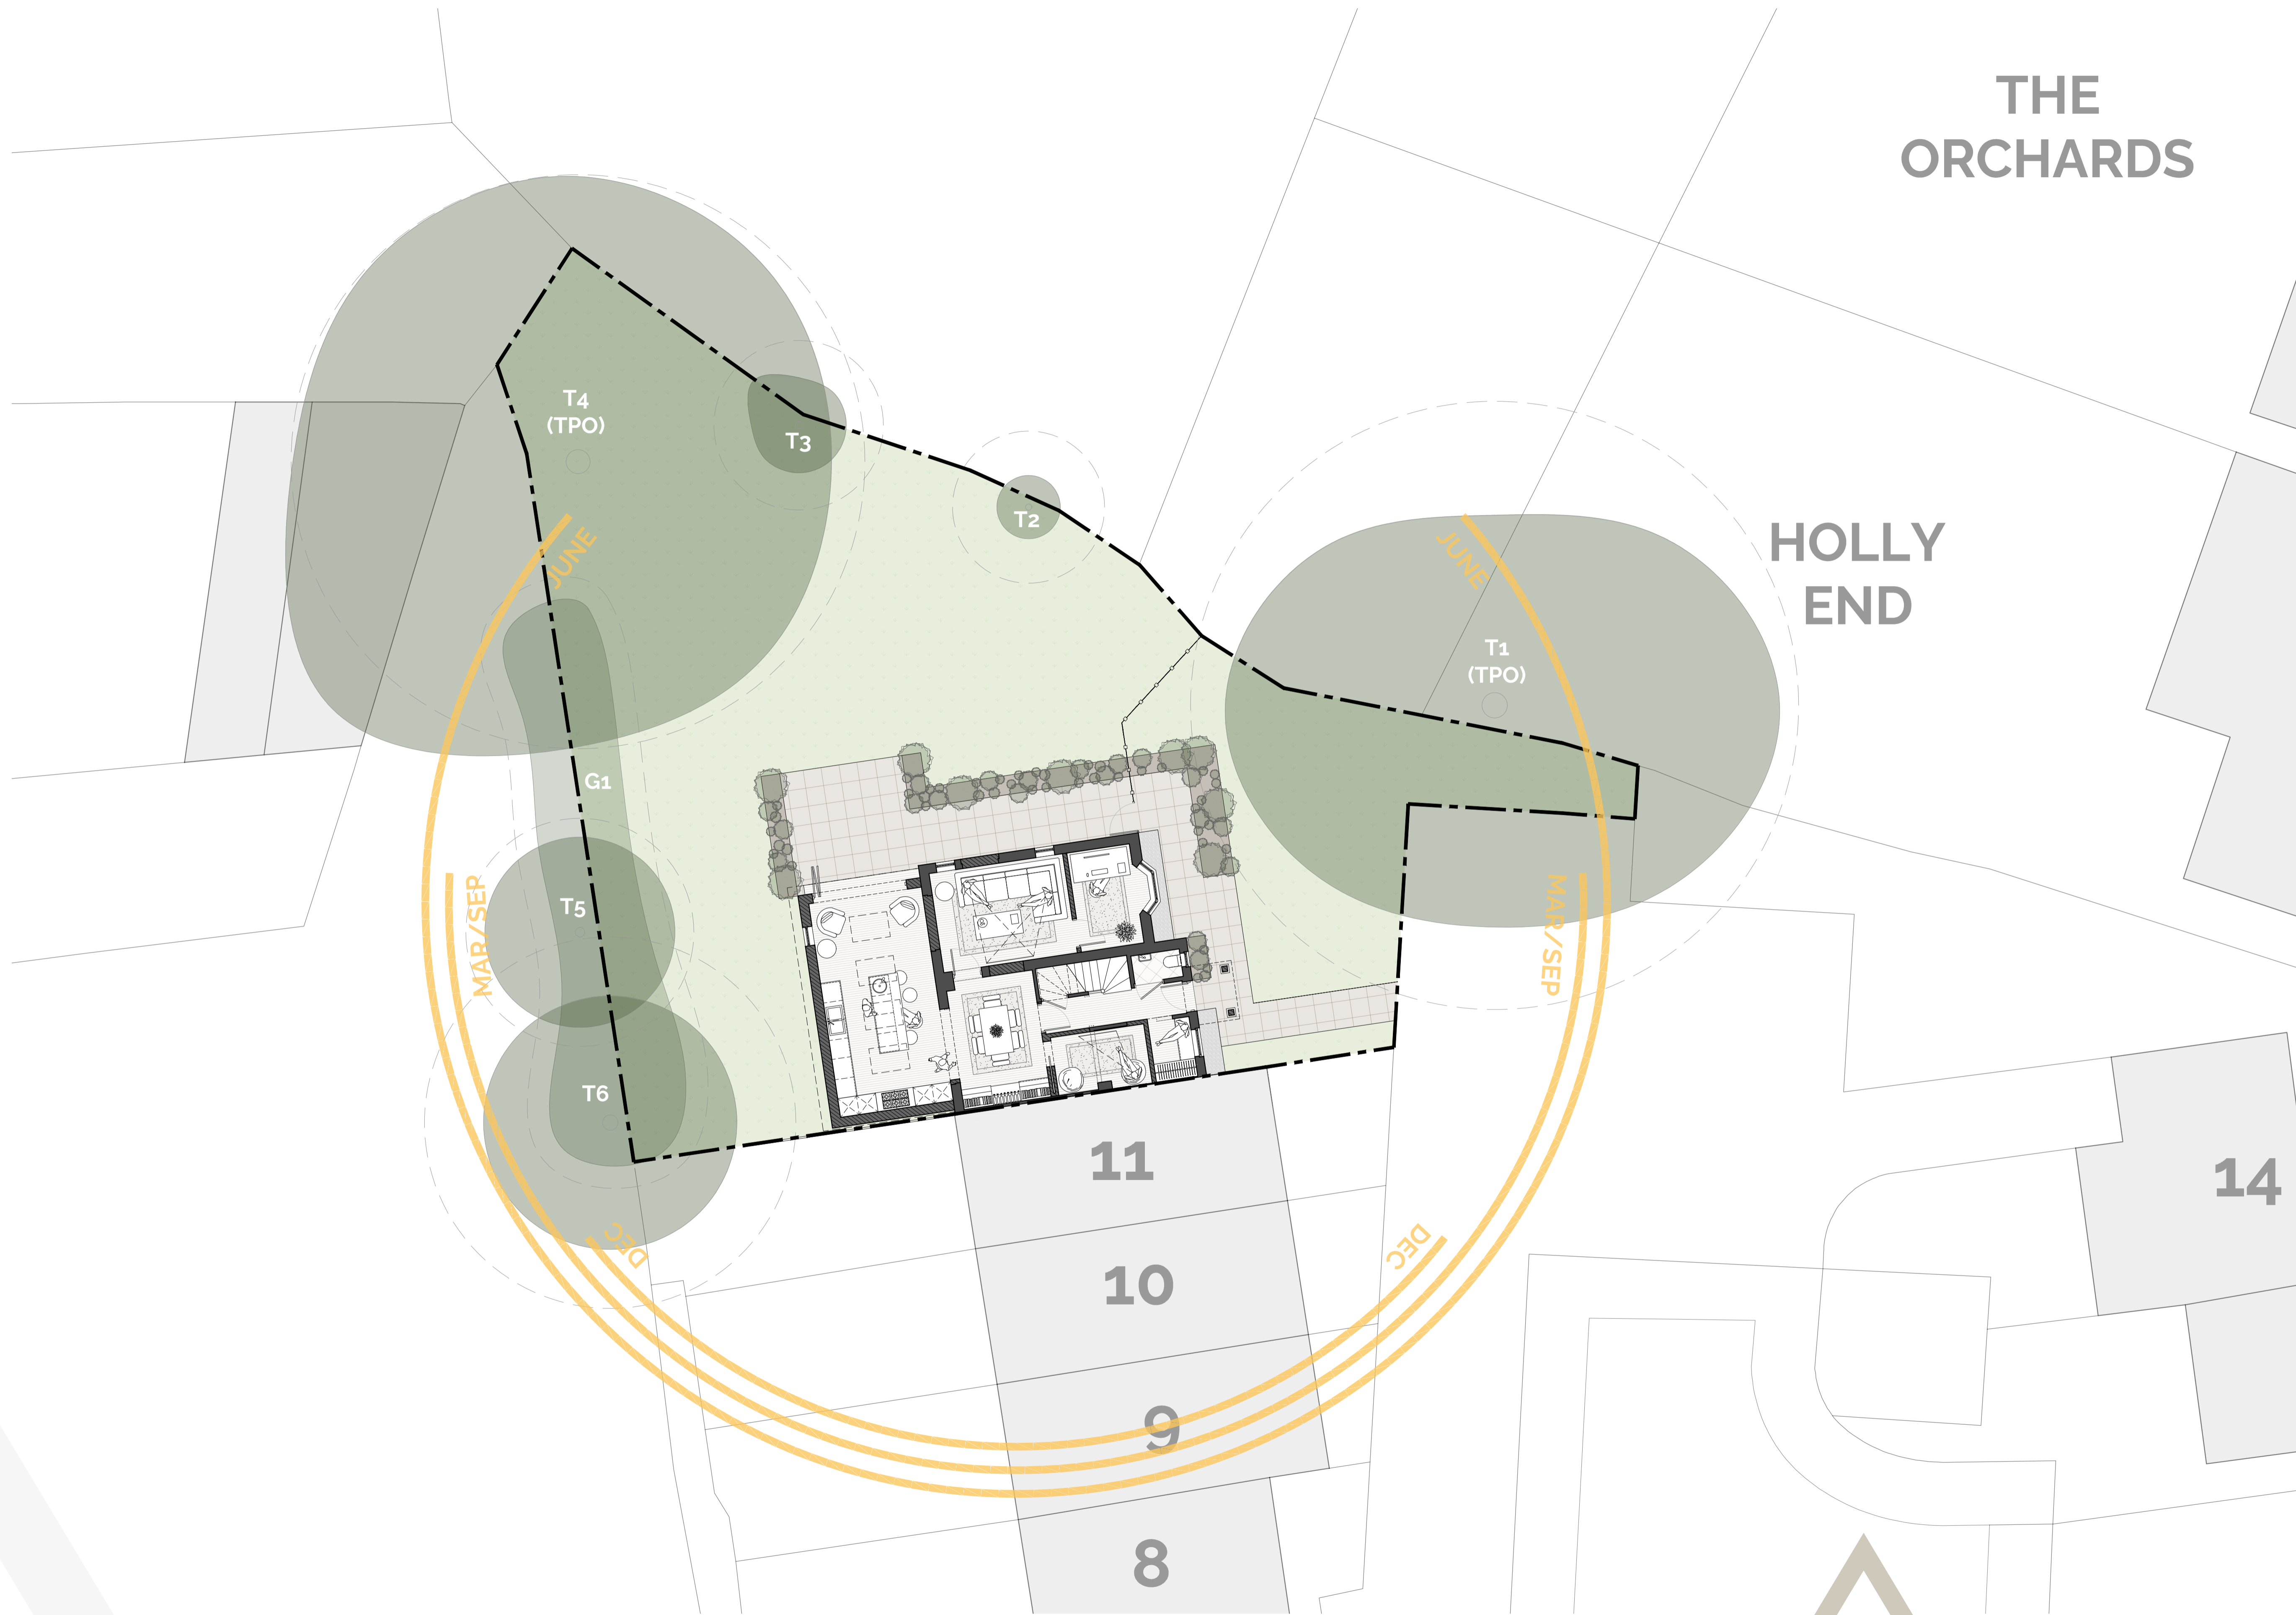 THE
ORCHARDS
T4
(TPO)
T3
T2
HOLLY
END
JUNE
JUNE
T1
(TPO)
G1
T5
MAR/SEP
MAR/SEP
T6
11
14
DEC
DEC
10
9
8